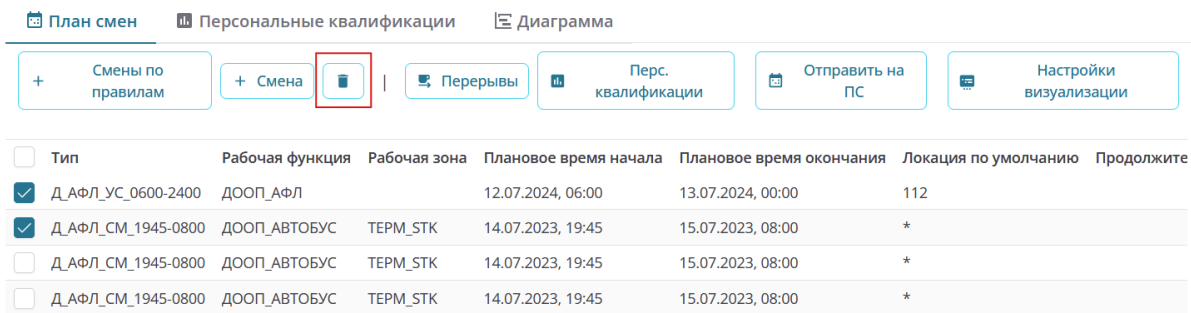 План смен Персональные квалификации Диаграмма
Смены по правилам + Смена | Перерывы Перс. квалификации Отправить на ПС Настройки визуализации
Тип Рабочая функция Рабочая зона Плановое время начала Плановое время окончания Локация по умолчанию Продолжите
Д_АФЛ_УС_0600-2400 ДООП_АФЛ 12.07.2024, 06:00 13.07.2024, 00:00 112
Д_АФЛ_СМ_1945-0800 ДООП_АВТОБУС ТЕРМ_STK 14.07.2023, 19:45 15.07.2023, 08:00 *
Д_АФЛ_СМ_1945-0800 ДООП_АВТОБУС ТЕРМ_STK 14.07.2023, 19:45 15.07.2023, 08:00 *
Д_АФЛ_СМ_1945-0800 ДООП_АВТОБУС ТЕРМ_STK 14.07.2023, 19:45 15.07.2023, 08:00 *